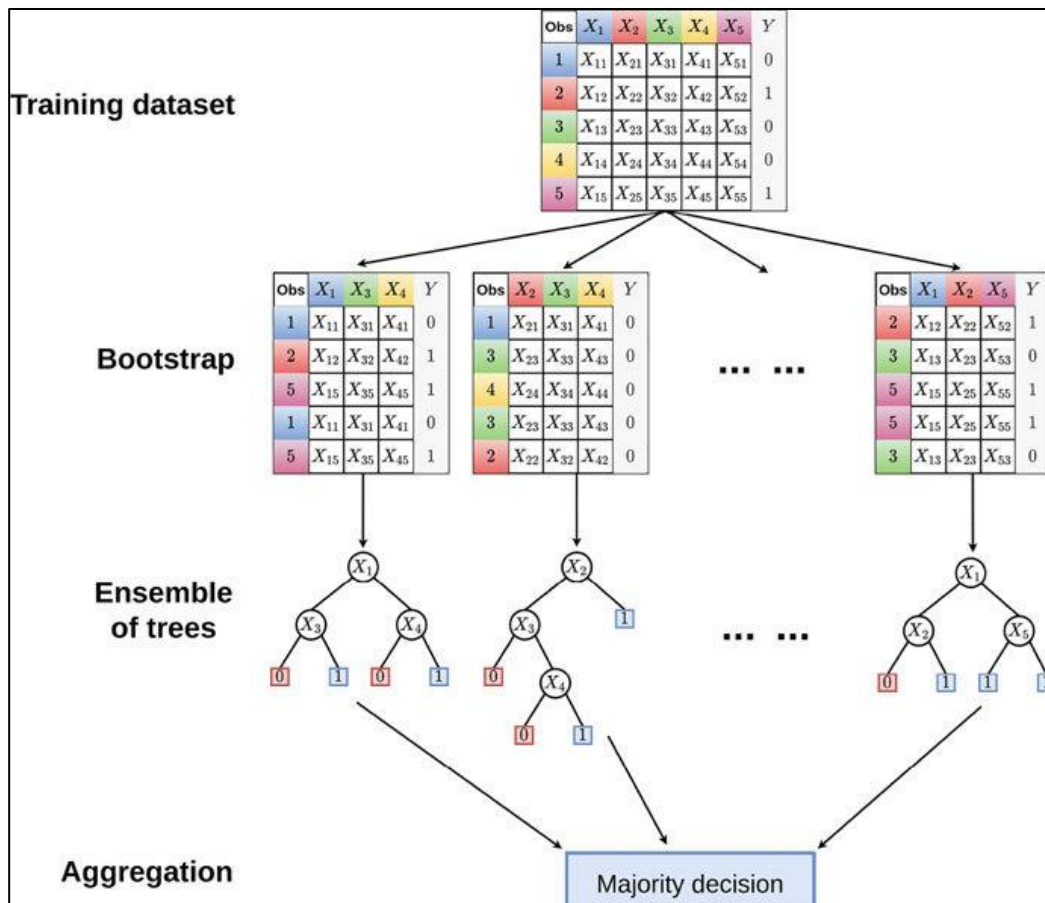 Obs X₁ X₂ X₃ X₄ X₅ Y
1 X₁₁ X₂₁ X₃₁ X₄₁ X₅₁ 0
2 X₁₂ X₂₂ X₃₂ X₄₂ X₅₂ 1
Training dataset
3 X₁₃ X₂₃ X₃₃ X₄₃ X₅₃ 0
4 X₁₄ X₂₄ X₃₄ X₄₄ X₅₄ 0
5 X₁₅ X₂₅ X₃₅ X₄₅ X₅₅ 1
Bootstrap
Obs X₁ X₃ X₄ Y
1 X₁₁ X₃₁ X₄₁ 0
2 X₁₂ X₃₂ X₄₂ 1
5 X₁₅ X₃₅ X₄₅ 1
1 X₁₁ X₃₁ X₄₁ 0
5 X₁₅ X₃₅ X₄₅ 1
Obs X₂ X₃ X₄ Y
1 X₂₁ X₃₁ X₄₁ 0
3 X₂₃ X₃₃ X₄₃ 0
4 X₂₄ X₃₄ X₄₄ 0
3 X₂₃ X₃₃ X₄₃ 0
2 X₂₂ X₃₂ X₄₂ 0
... ...
Obs X₁ X₂ X₅ Y
2 X₁₂ X₂₂ X₅₂ 1
3 X₁₃ X₂₃ X₅₃ 0
5 X₁₅ X₂₅ X₅₅ 1
5 X₁₅ X₂₅ X₅₅ 1
3 X₁₃ X₂₃ X₅₃ 0
Ensemble
of trees
X₁
X₃ X₄
0 1 0 1
X₂
X₃ 1
0 X₄
0 1
... ...
X₁
X₂ X₅
0 1 1 1
Aggregation
Majority decision